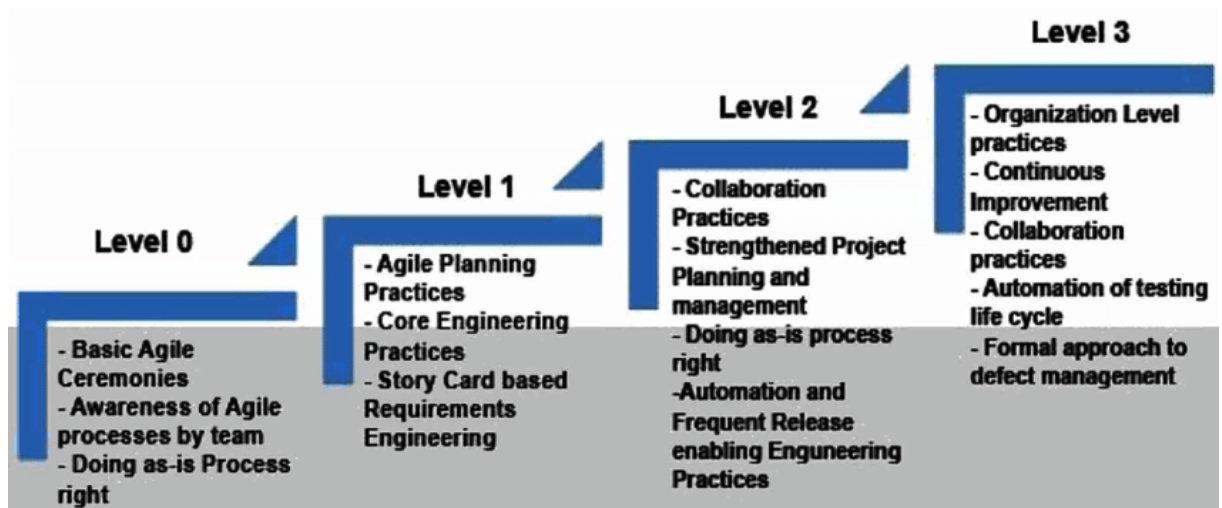 Level 0
- Basic Agile
Ceremonies
- Awareness of Agile
processes by team
- Doing as-is Process
right
Level 1
- Agile Planning
Practices
- Core Engineering
Practices
- Story Card based
Requirements
Engineering
Level 2
- Collaboration
Practices
- Strengthened Project
Planning and
management
- Doing as-is process
right
-Automation and
Frequent Release
enabling Enguneering
Practices
Level 3
- Organization Level
practices
- Continuous
Improvement
- Collaboration
practices
- Automation of testing
life cycle
- Formal approach to
defect management